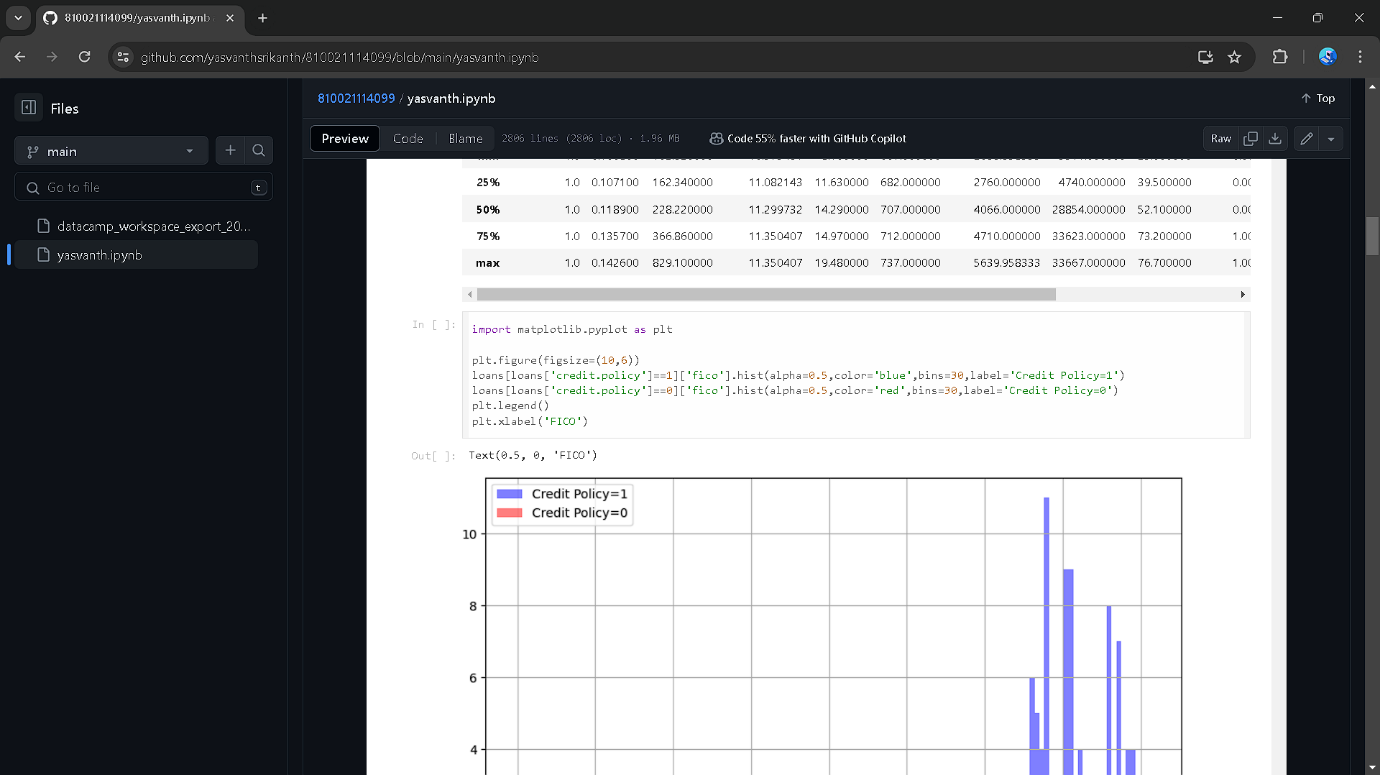 810021114099/yasvanth.ipynb
github.com/yasvanthsrikanth/810021114099/blob/main/yasvanth.ipynb
Files
main
Go to file
t
datacamp_workspace_export_20...
yasvanth.ipynb
810021114099 / yasvanth.ipynb
Top
Preview
Code
Blame
2806 lines (2806 loc) · 1.96 MB
Code 55% faster with GitHub Copilot
Raw
25% 1.0 0.107100 162.340000 11.082143 11.630000 682.000000 2760.000000 4740.000000 39.500000 0.00
50% 1.0 0.118900 228.220000 11.299732 14.290000 707.000000 4066.000000 28854.000000 52.100000 0.00
75% 1.0 0.135700 366.860000 11.350407 14.970000 712.000000 4710.000000 33623.000000 73.200000 1.00
max 1.0 0.142600 829.100000 11.350407 19.480000 737.000000 5639.958333 33667.000000 76.700000 1.00
In [ ]:
import matplotlib.pyplot as plt
plt.figure(figsize=(10,6))
loans[loans['credit.policy']==1]['fico'].hist(alpha=0.5,color='blue',bins=30,label='Credit Policy=1')
loans[loans['credit.policy']==0]['fico'].hist(alpha=0.5,color='red',bins=30,label='Credit Policy=0')
plt.legend()
plt.xlabel('FICO')
Out[ ]:
Text(0.5, 0, 'FICO')
Credit Policy=1
Credit Policy=0
10
8
6
4